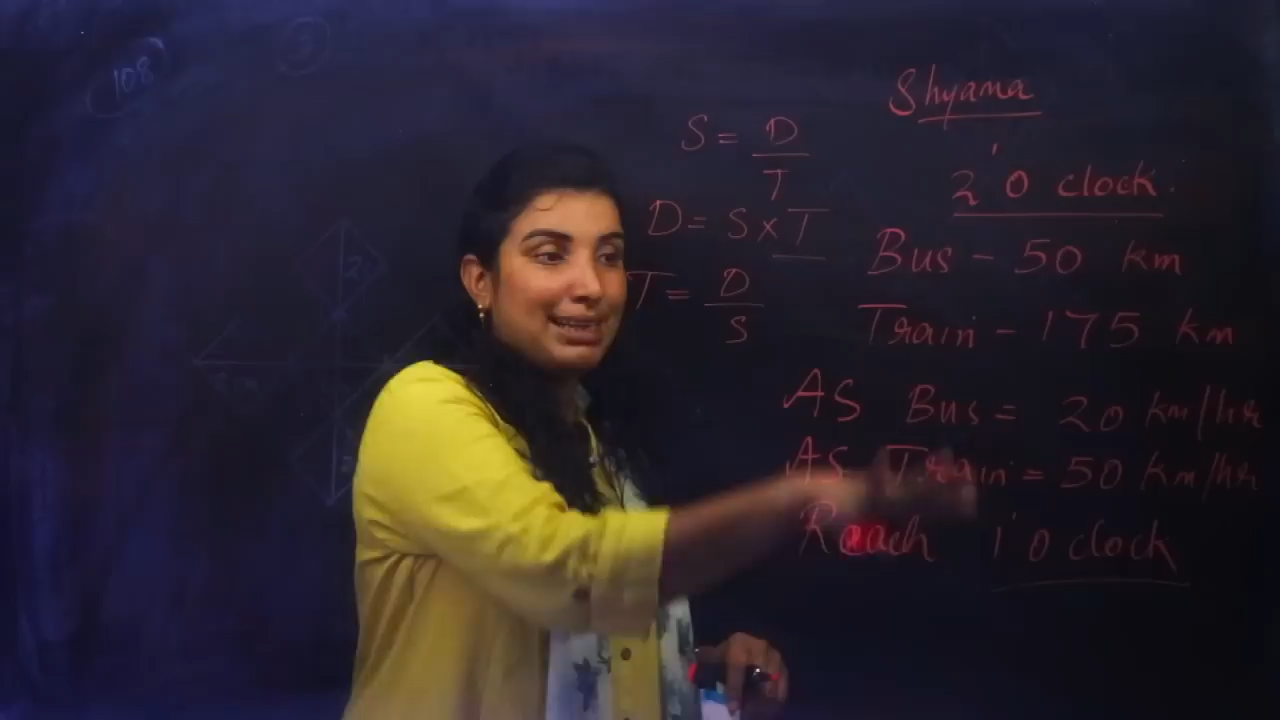 108
Shyama
S = D/T
2'0 clock.
D = S × T
Bus - 50 km
T = D/S
Train - 175 km
AS Bus = 20 km/hr
AS Train = 50 km/hr
Reach 1'0 clock